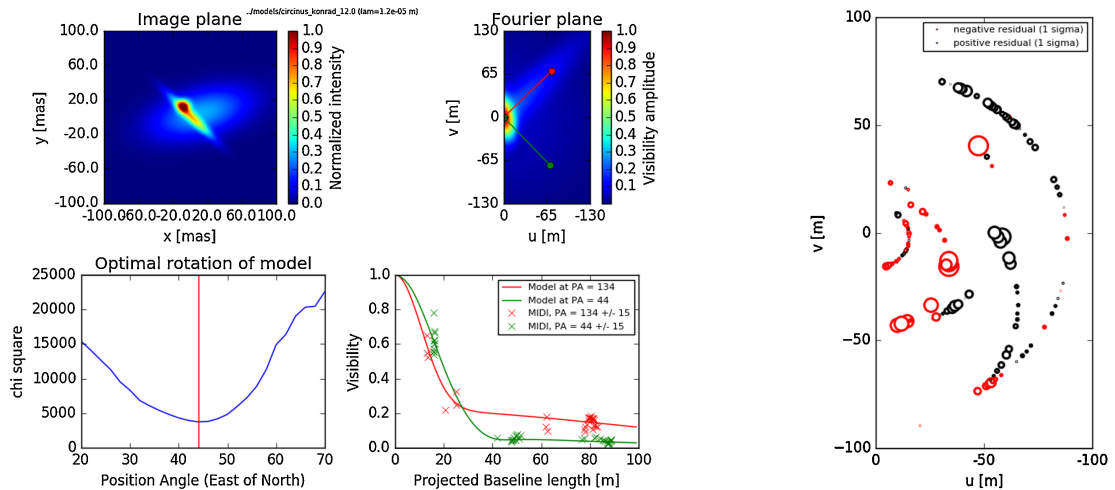 ../models/circinus_konrad_12.0 (lam=1.2e-05 m)
Image plane
100.0
60.0
20.0
-20.0
-60.0
-100.0
-100.0-60.0-20.0 20.0 60.0 100.0
y [mas]
x [mas]
1.0
0.9
0.8
0.7
0.6
0.5
0.4
0.3
0.2
0.1
0.0
Normalized intensity
Fourier plane
130
65
0
-65
-130
0 -65 -130
v [m]
u [m]
1.0
0.9
0.8
0.7
0.6
0.5
0.4
0.3
0.2
0.1
Visibility amplitude
Optimal rotation of model
25000
20000
15000
10000
5000
0
20 30 40 50 60 70
chi square
Position Angle (East of North)
1.0
0.8
0.6
0.4
0.2
0.0
0 20 40 60 80 100
Visibility
Projected Baseline length [m]
Model at PA = 134
Model at PA = 44
MIDI, PA = 134 +/- 15
MIDI, PA = 44 +/- 15
100
50
0
−50
−100
-0 -50 -100
v [m]
u [m]
negative residual (1 sigma)
positive residual (1 sigma)